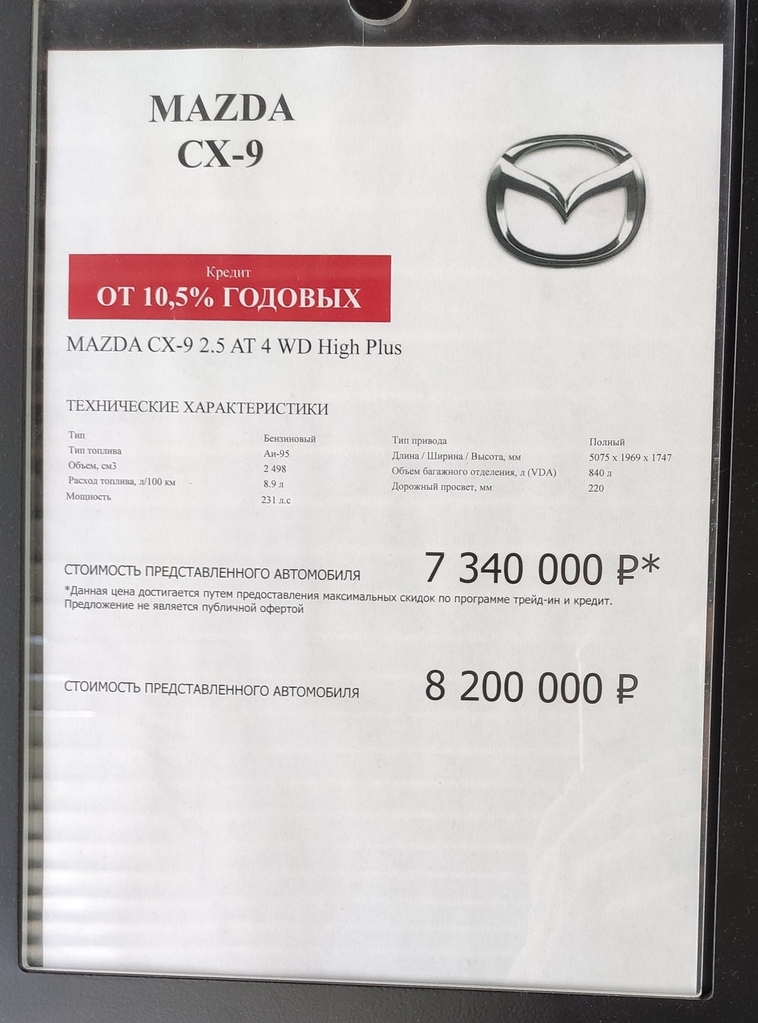 MAZDA
CX-9
Кредит
ОТ 10,5% ГОДОВЫХ
MAZDA CX-9 2.5 AT 4 WD High Plus
ТЕХНИЧЕСКИЕ ХАРАКТЕРИСТИКИ
Тип Бензиновый
Тип топлива Аи-95
Объем, см3 2 498
Расход топлива, л/100 км 8.9 л
Мощность 231 л.с
Тип привода Полный
Длина / Ширина / Высота, мм 5075 x 1969 x 1747
Объем багажного отделения, л (VDA) 840 л
Дорожный просвет, мм 220
СТОИМОСТЬ ПРЕДСТАВЛЕННОГО АВТОМОБИЛЯ 7 340 000 ₽*
*Данная цена достигается путем предоставления максимальных скидок по программе трейд-ин и кредит.
Предложение не является публичной офертой
СТОИМОСТЬ ПРЕДСТАВЛЕННОГО АВТОМОБИЛЯ 8 200 000 ₽